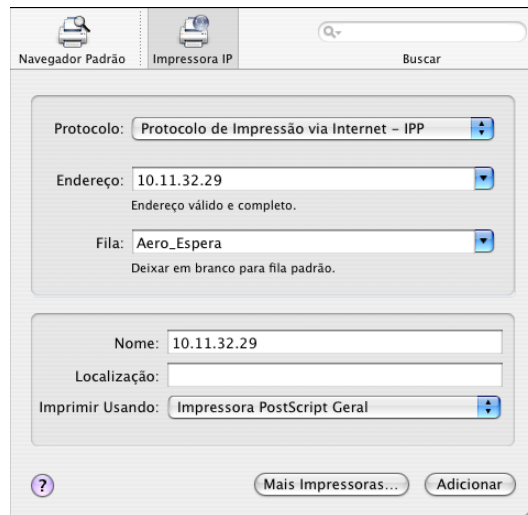 Navegador Padrão
Impressora IP
Buscar
Protocolo: Protocolo de Impressão via Internet – IPP
Endereço: 10.11.32.29
Endereço válido e completo.
Fila: Aero_Espera
Deixar em branco para fila padrão.
Nome: 10.11.32.29
Localização:
Imprimir Usando: Impressora PostScript Geral
? Mais Impressoras... Adicionar